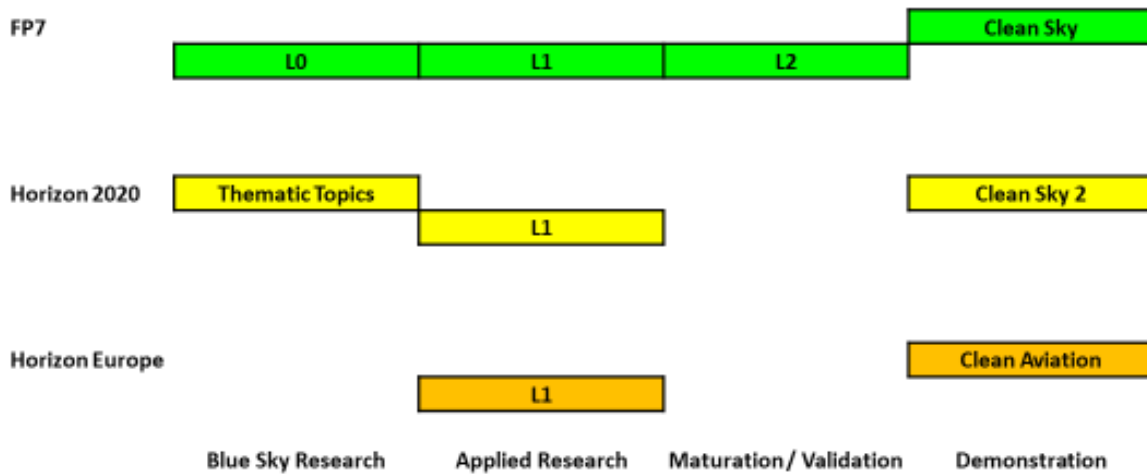 FP7
Clean Sky
L0 L1 L2
Horizon 2020 Thematic Topics Clean Sky 2
L1
Horizon Europe Clean Aviation
L1
Blue Sky Research Applied Research Maturation / Validation Demonstration